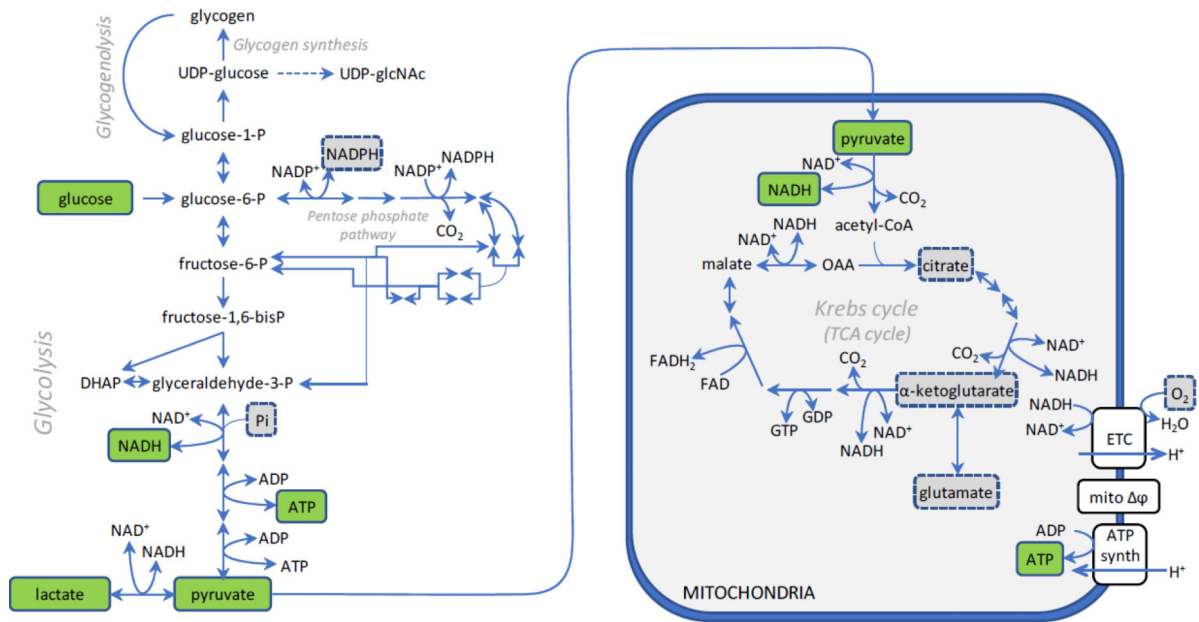 glycogen
Glycogenolysis
Glycogen synthesis
UDP-glucose
UDP-glcNAc
glucose-1-P
glucose
glucose-6-P
NADP⁺
NADPH
NADP⁺
NADPH
Pentose phosphate
pathway
CO₂
fructose-6-P
fructose-1,6-bisP
Glycolysis
DHAP
glyceraldehyde-3-P
NAD⁺
Pi
NADH
ADP
ATP
ADP
ATP
NAD⁺
NADH
lactate
pyruvate
pyruvate
NAD⁺
NADH
CO₂
acetyl-CoA
NADH
NAD⁺
malate
OAA
citrate
Krebs cycle
(TCA cycle)
FADH₂
FAD
CO₂
CO₂
NAD⁺
NADH
α-ketoglutarate
GTP
GDP
NADH
NAD⁺
glutamate
NADH
NAD⁺
ETC
O₂
H₂O
H⁺
mito Δφ
ADP
ATP
ATP
synth
H⁺
MITOCHONDRIA